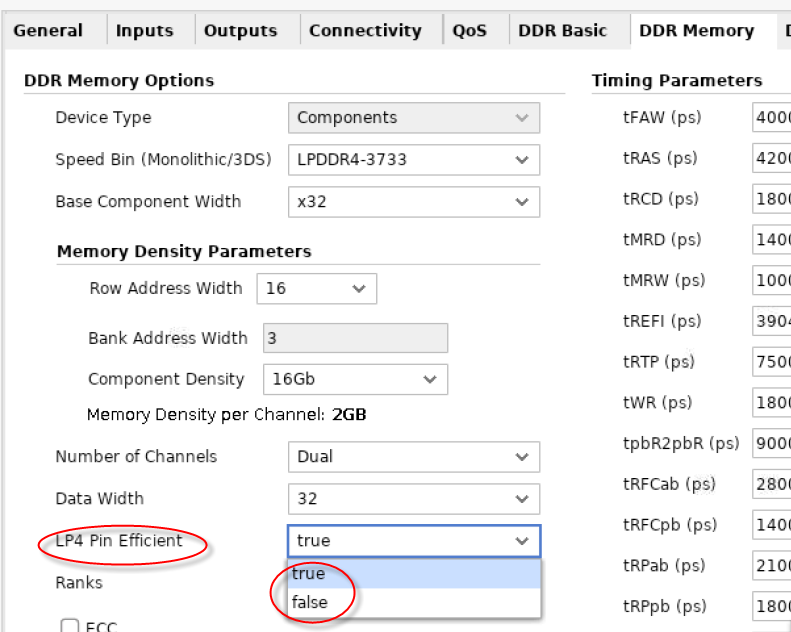 General Inputs Outputs Connectivity QoS DDR Basic DDR Memory
DDR Memory Options
Device Type Components
Speed Bin (Monolithic/3DS) LPDDR4-3733
Base Component Width x32
Memory Density Parameters
Row Address Width 16
Bank Address Width 3
Component Density 16Gb
Memory Density per Channel: 2GB
Number of Channels Dual
Data Width 32
LP4 Pin Efficient true
true
Ranks
false
ECC
Timing Parameters
tFAW (ps) 4000
tRAS (ps) 4200
tRCD (ps) 1800
tMRD (ps) 1400
tMRW (ps) 1000
tREFI (ps) 3904
tRTP (ps) 7500
tWR (ps) 1800
tpbR2pbR (ps) 9000
tRFCab (ps) 2800
tRFCpb (ps) 1400
tRPab (ps) 2100
tRPpb (ps) 1800